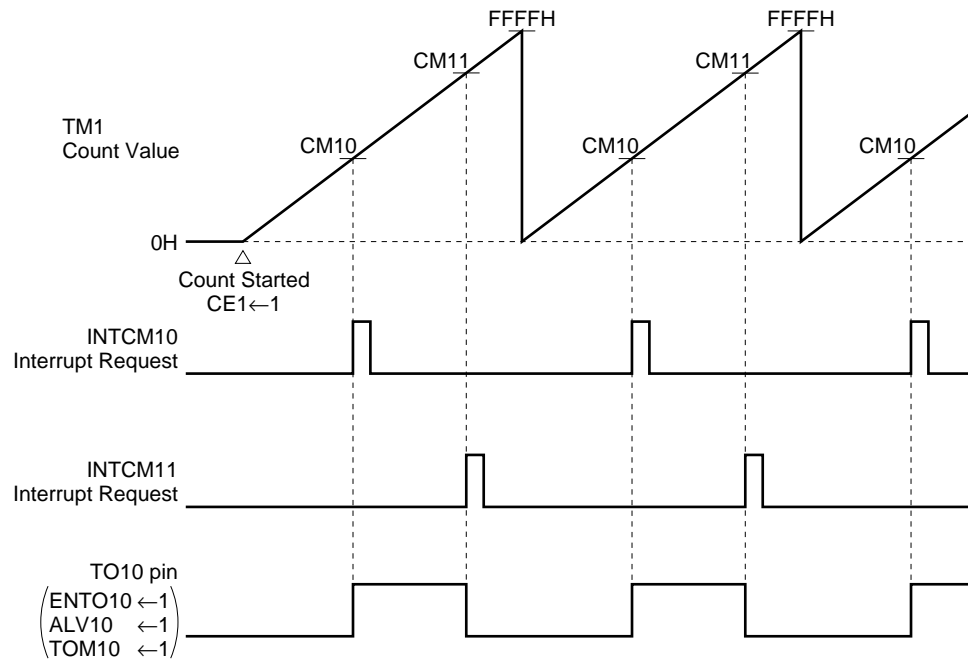 FFFFH
FFFFH
CM11
CM11
TM1
Count Value
CM10
CM10
CM10
0H
△
Count Started
CE1←1
INTCM10
Interrupt Request
INTCM11
Interrupt Request
TO10 pin
(ENTO10 ←1
ALV10 ←1
TOM10 ←1)